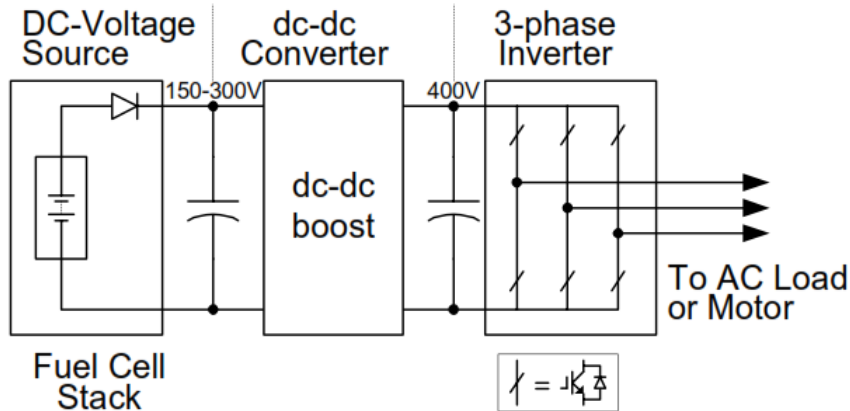 DC-Voltage
Source
dc-dc
Converter
3-phase
Inverter
150-300V
400V
dc-dc
boost
To AC Load
or Motor
Fuel Cell
Stack
=